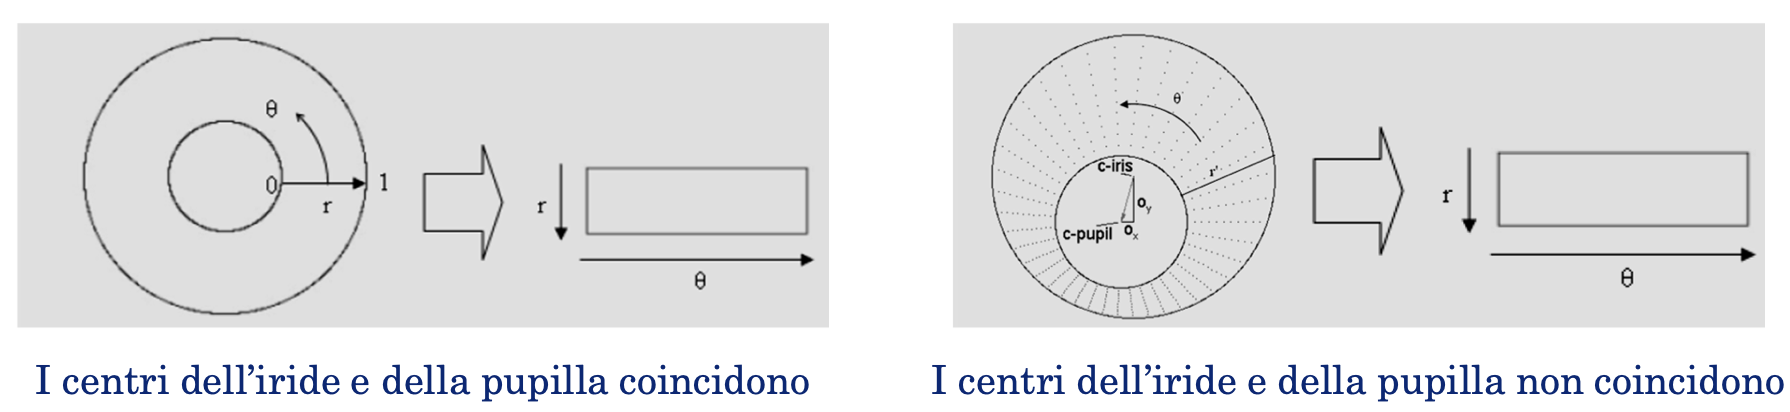 θ
0
1
r
r
θ
I centri dell’iride e della pupilla coincidono
θ
c-iris
r'
o_y
c-pupil
o_x
r
θ
I centri dell’iride e della pupilla non coincidono